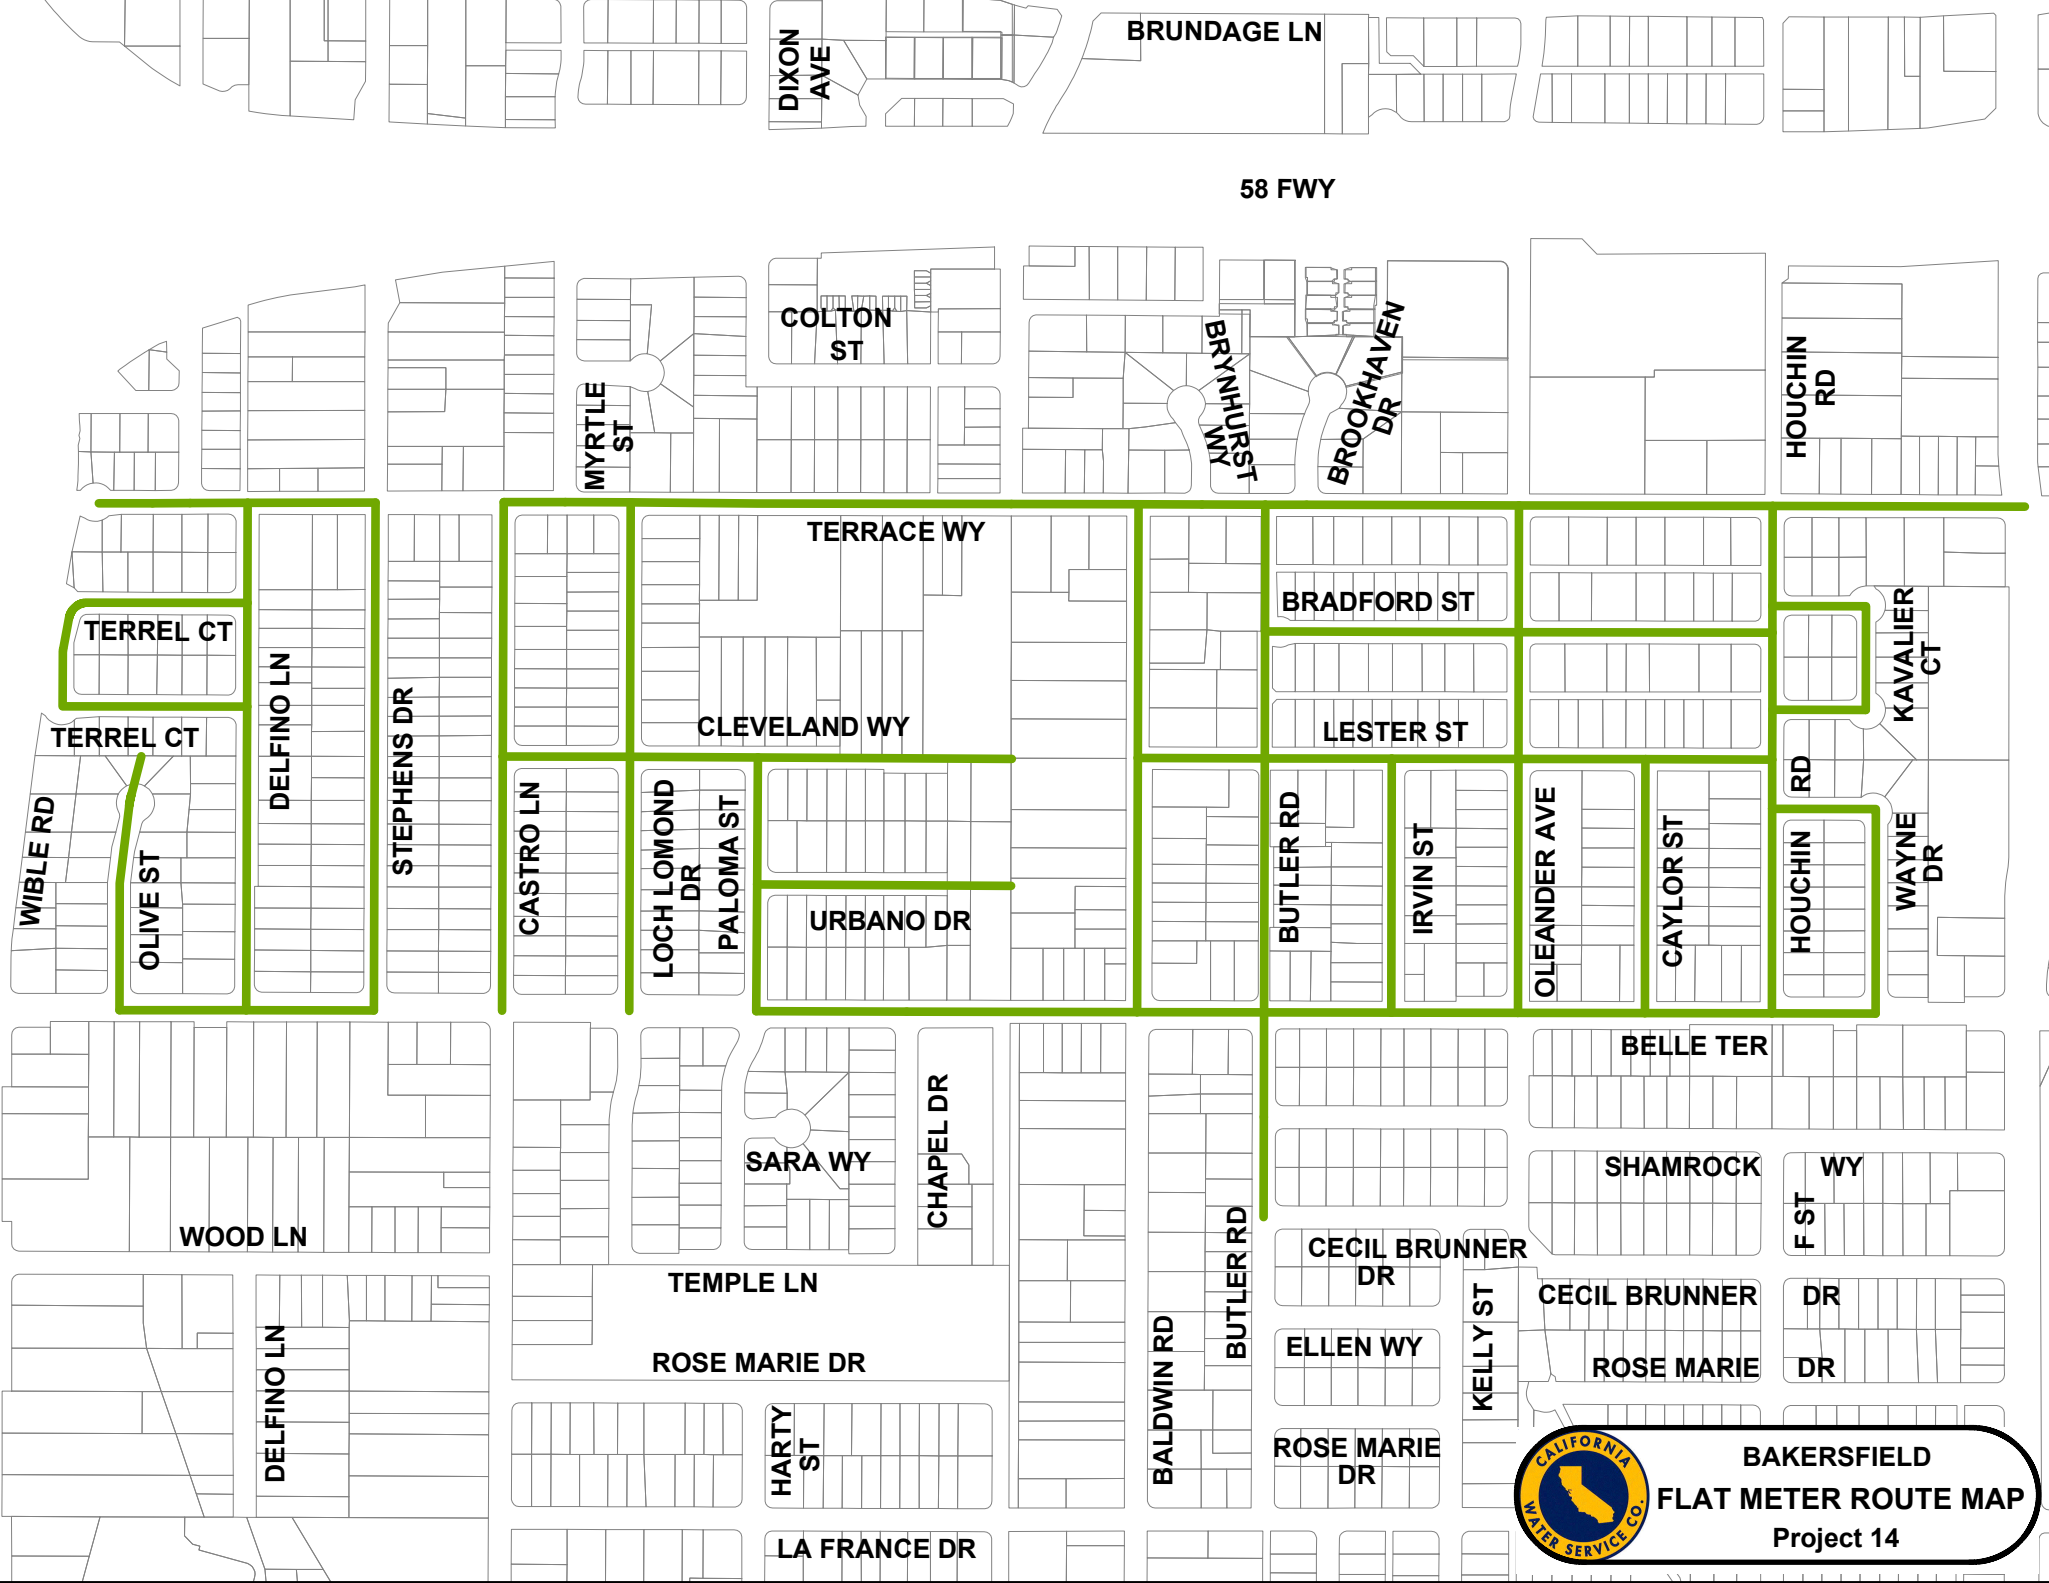 BRUNDAGE LN
DIXON
AVE
58 FWY
COLTON
ST
MYRTLE
ST
BRYNHURST
WY
BROOKHAVEN
DR
HOUCHIN
RD
TERRACE WY
BRADFORD ST
TERREL CT
KAVALIER
CT
DELFINO LN
STEPHENS DR
CLEVELAND WY
LESTER ST
TERREL CT
WIBLE RD
OLIVE ST
CASTRO LN
LOCH LOMOND
DR
PALOMA ST
URBANO DR
BUTLER RD
IRVIN ST
OLEANDER AVE
CAYLOR ST
HOUCHIN
RD
WAYNE
DR
BELLE TER
CHAPEL DR
SARA WY
SHAMROCK
WY
F ST
WOOD LN
BUTLER RD
CECIL BRUNNER
DR
TEMPLE LN
KELLY ST
CECIL BRUNNER
DR
DELFINO LN
ROSE MARIE DR
BALDWIN RD
ELLEN WY
ROSE MARIE
DR
HARTY
ST
ROSE MARIE
DR
LA FRANCE DR
CALIFORNIA
WATER SERVICE CO.
BAKERSFIELD
FLAT METER ROUTE MAP
Project 14